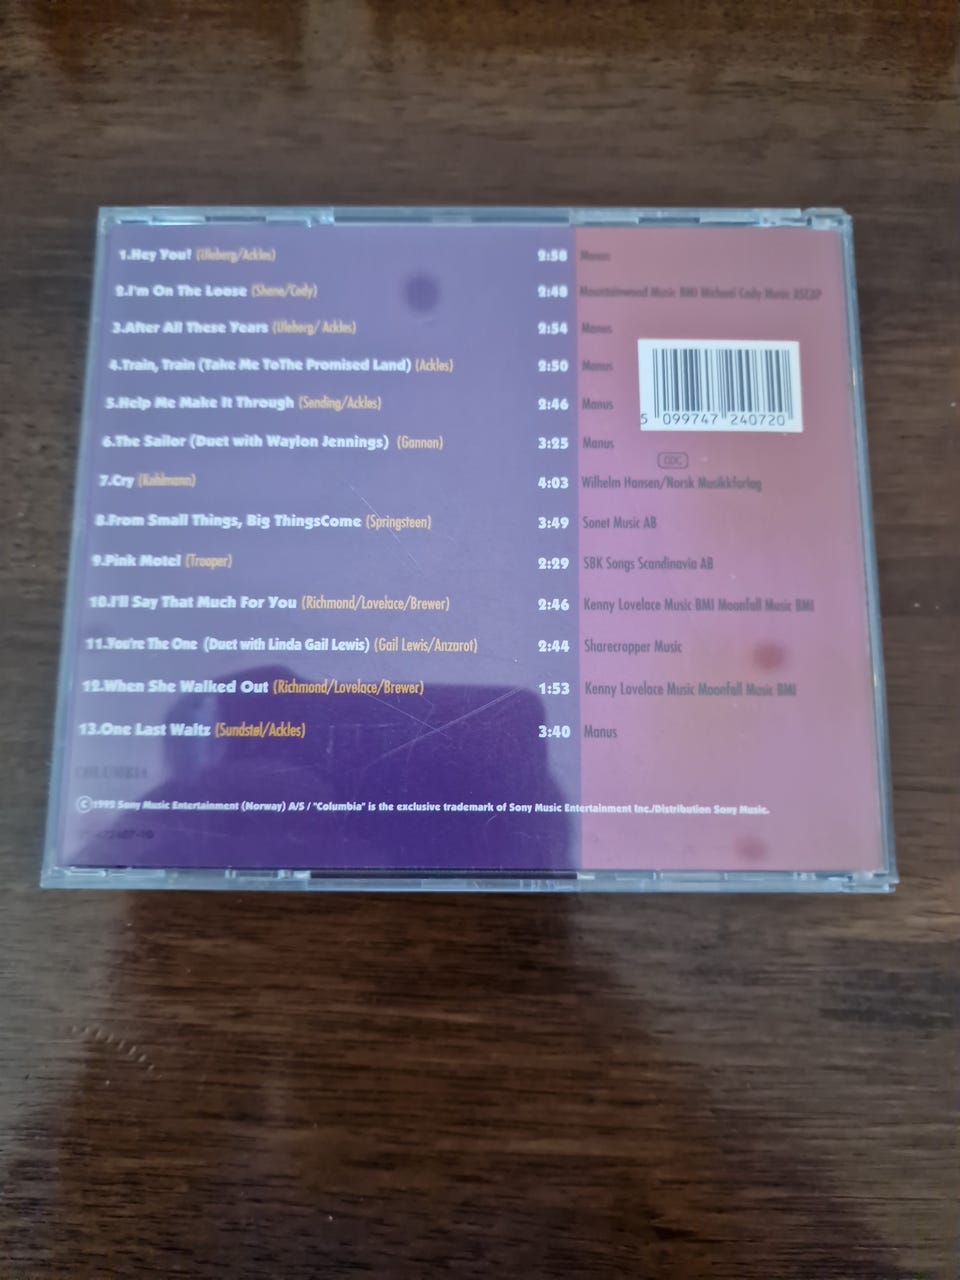 1.Hey You! (Uleberg/Ackles) 2:58 Manus
2.I'm On The Loose (Shane/Cody) 2:48 Mountainwood Music BMI Michael Cody Music ASCAP
3.After All These Years (Uleberg/ Ackles) 2:54 Manus
4.Train, Train (Take Me ToThe Promised Land) (Ackles) 2:50 Manus
5.Help Me Make It Through (Sending/Ackles) 2:46 Manus
5 099747 240720
6.The Sailor (Duet with Waylon Jennings) (Gannon) 3:25 Manus
CDC
7.Cry (Kohlmann) 4:03 Wilhelm Hansen/Norsk Musikkforlag
8.From Small Things, Big ThingsCome (Springsteen) 3:49 Sonet Music AB
9.Pink Motel (Trooper) 2:29 SBK Songs Scandinavia AB
10.I'll Say That Much For You (Richmond/Lovelace/Brewer) 2:46 Kenny Lovelace Music BMI Moonfall Music BMI
11.You're The One (Duet with Linda Gail Lewis) (Gail Lewis/Anzarot) 2:44 Sharecropper Music
12.When She Walked Out (Richmond/Lovelace/Brewer) 1:53 Kenny Lovelace Music Moonfall Music BMI
13.One Last Waltz (Sundstøl/Ackles) 3:40 Manus
COLUMBIA
©1992 Sony Music Entertainment (Norway) A/S / "Columbia" is the exclusive trademark of Sony Music Entertainment Inc./Distribution Sony Music.